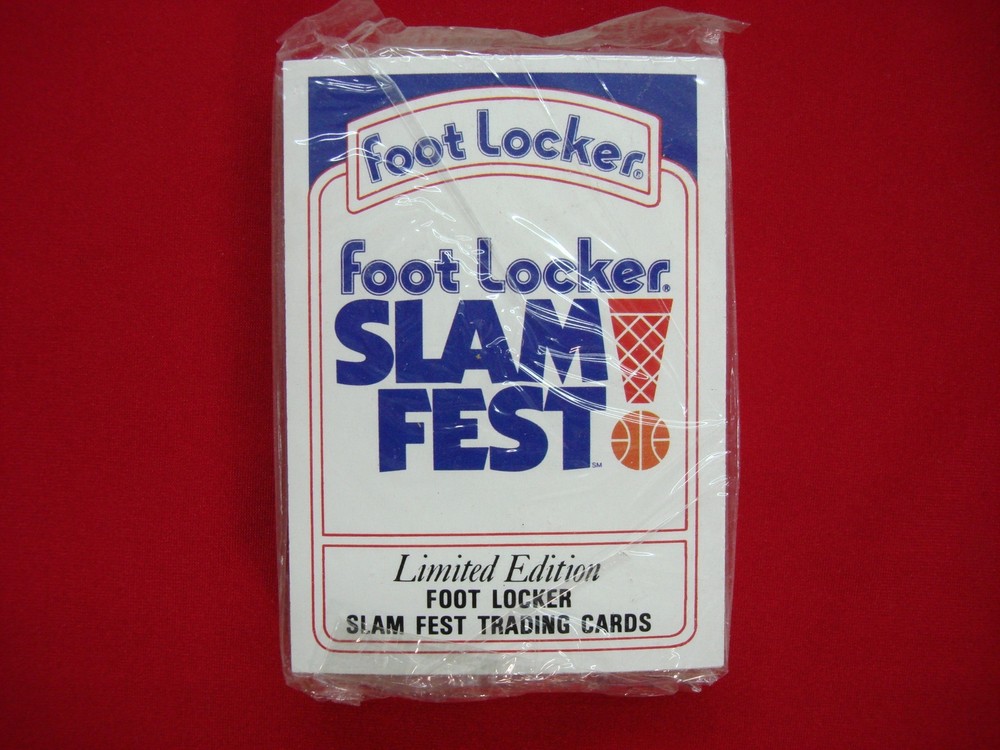 foot Locker®
foot Locker®
SLAM
FEST SM
Limited Edition
FOOT LOCKER
SLAM FEST TRADING CARDS